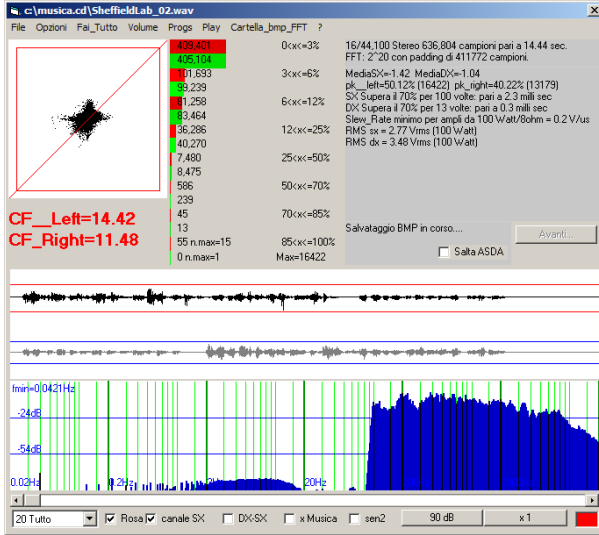 c:\musica.cd\SheffieldLab_02.wav
File Opzioni Fai_Tutto Volume Progs Play Cartella_bmp_FFT ?
409,401 0<x<=3%
405,104
101,693 3<x<=6%
99,239
81,258 6<x<=12%
83,464
36,286 12<x<=25%
40,270
7,480 25<x<=50%
8,475
586 50<x<=70%
239
45 70<x<=85%
13
55 n.max=15 85<x<=100%
0 n.max=1 Max=16422
16/44,100 Stereo 636,804 campioni pari a 14.44 sec.
FFT: 2^20 con padding di 411772 campioni.
MediaSX=-1.42 MediaDX=-1.04
pk__left=50.12% (16422) pk_right=40.22% (13179)
SX Supera il 70% per 100 volte: pari a 2.3 milli sec
DX Supera il 70% per 13 volte: pari a 0.3 milli sec
Slew_Rate minimo per ampli da 100 Watt/8ohm = 0.2 V/us
RMS sx = 2.77 Vrms (100 Watt)
RMS dx = 3.48 Vrms (100 Watt)
CF__Left=14.42
CF_Right=11.48
Salvataggio BMP in corso....
Avanti...
Salta ASDA
fmin=0.0421Hz
-24dB
-54dB
0.02Hz 0.2Hz 20Hz
20 Tutto Rosa canale SX DX-SX x Musica sen2 90 dB x 1